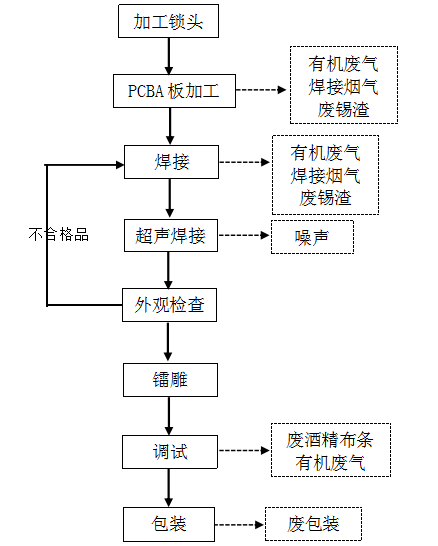 加工锁头
PCBA 板加工
有机废气
焊接烟气
废锡渣
焊接
有机废气
焊接烟气
废锡渣
不合格品
超声焊接
噪声
外观检查
镭雕
调试
废酒精布条
有机废气
包装
废包装